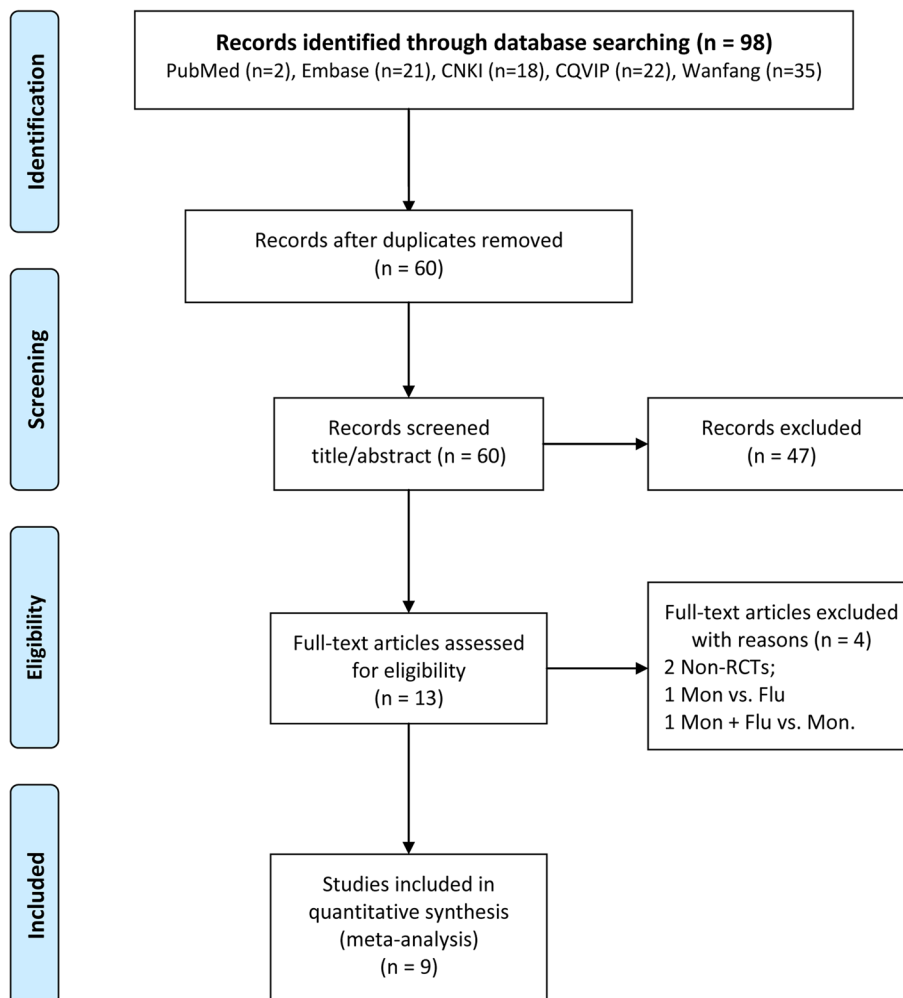 Identification
Records identified through database searching (n = 98)
PubMed (n=2), Embase (n=21), CNKI (n=18), CQVIP (n=22), Wanfang (n=35)
Records after duplicates removed
(n = 60)
Screening
Records screened
title/abstract (n = 60)
Records excluded
(n = 47)
Eligibility
Full-text articles assessed
for eligibility
(n = 13)
Full-text articles excluded
with reasons (n = 4)
2 Non-RCTs;
1 Mon vs. Flu
1 Mon + Flu vs. Mon.
Included
Studies included in
quantitative synthesis
(meta-analysis)
(n = 9)